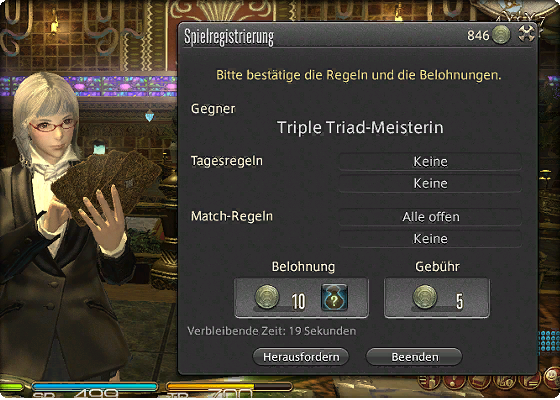 Spielregistrierung 846
Bitte bestätige die Regeln und die Belohnungen.
Gegner
Triple Triad-Meisterin
Tagesregeln Keine
Keine
Match-Regeln Alle offen
Keine
Belohnung Gebühr
10 ? 5
Verbleibende Zeit: 19 Sekunden
Herausfordern Beenden